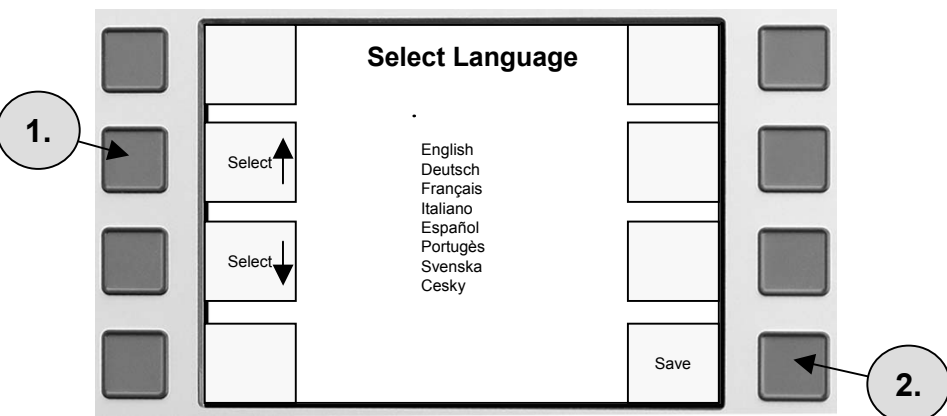 Select Language
.
1.
Select
English
Deutsch
Français
Italiano
Español
Portugès
Svenska
Cesky
Select
Save
2.